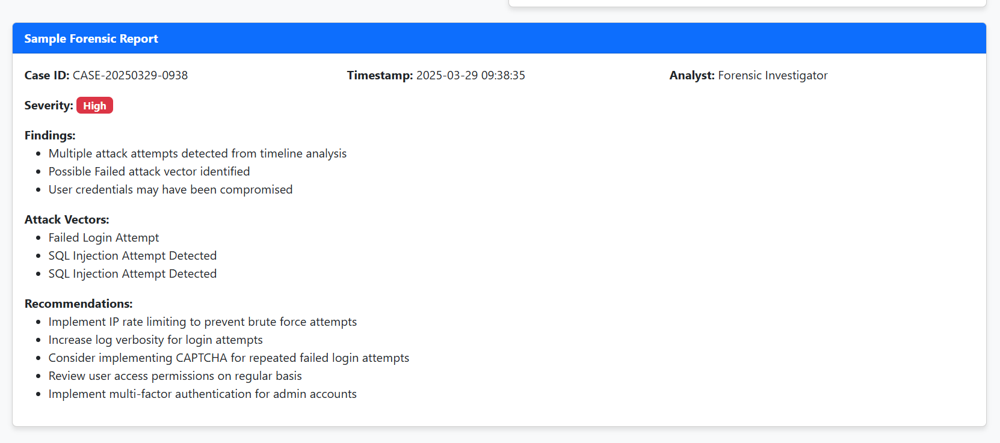 Sample Forensic Report
Case ID: CASE-20250329-0938 Timestamp: 2025-03-29 09:38:35 Analyst: Forensic Investigator
Severity: High
Findings:
• Multiple attack attempts detected from timeline analysis
• Possible Failed attack vector identified
• User credentials may have been compromised
Attack Vectors:
• Failed Login Attempt
• SQL Injection Attempt Detected
• SQL Injection Attempt Detected
Recommendations:
• Implement IP rate limiting to prevent brute force attempts
• Increase log verbosity for login attempts
• Consider implementing CAPTCHA for repeated failed login attempts
• Review user access permissions on regular basis
• Implement multi-factor authentication for admin accounts